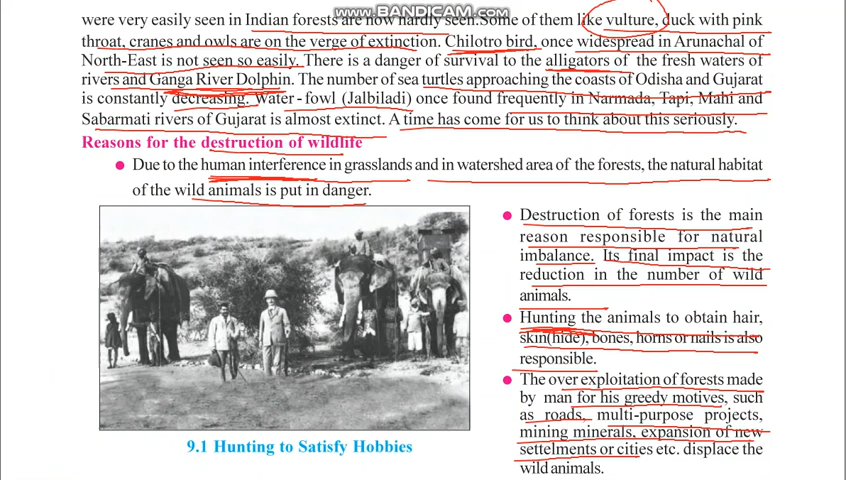 WWW.BANDICAM.COM
were very easily seen in Indian forests are now hardly seen. Some of them like vulture, duck with pink
throat, cranes and owls are on the verge of extinction. Chilotro bird, once widespread in Arunachal of
North-East is not seen so easily. There is a danger of survival to the alligators of the fresh waters of
rivers and Ganga River Dolphin. The number of sea turtles approaching the coasts of Odisha and Gujarat
is constantly decreasing. Water - fowl (Jalbiladi) once found frequently in Narmada, Tapi, Mahi and
Sabarmati rivers of Gujarat is almost extinct. A time has come for us to think about this seriously.
Reasons for the destruction of wildlife
● Due to the human interference in grasslands and in watershed area of the forests, the natural habitat
of the wild animals is put in danger.
● Destruction of forests is the main
reason responsible for natural
imbalance. Its final impact is the
reduction in the number of wild
animals.
● Hunting the animals to obtain hair,
skin(hide), bones, horns or nails is also
responsible.
● The over exploitation of forests made
by man for his greedy motives, such
as roads, multi-purpose projects,
mining minerals, expansion of new
settelments or cities etc. displace the
wild animals.
9.1 Hunting to Satisfy Hobbies